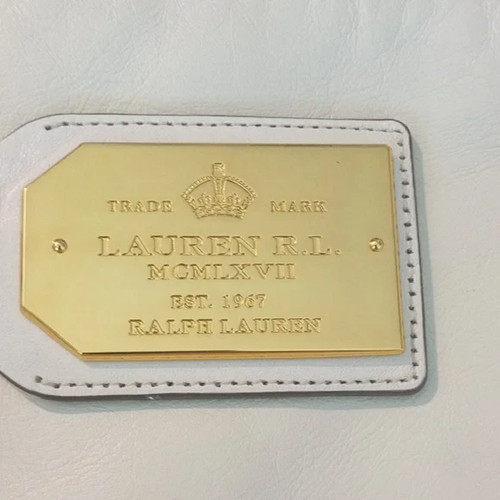 TRADE MARK
LAUREN R.L.
MCMLXVII
EST. 1967
RALPH LAUREN